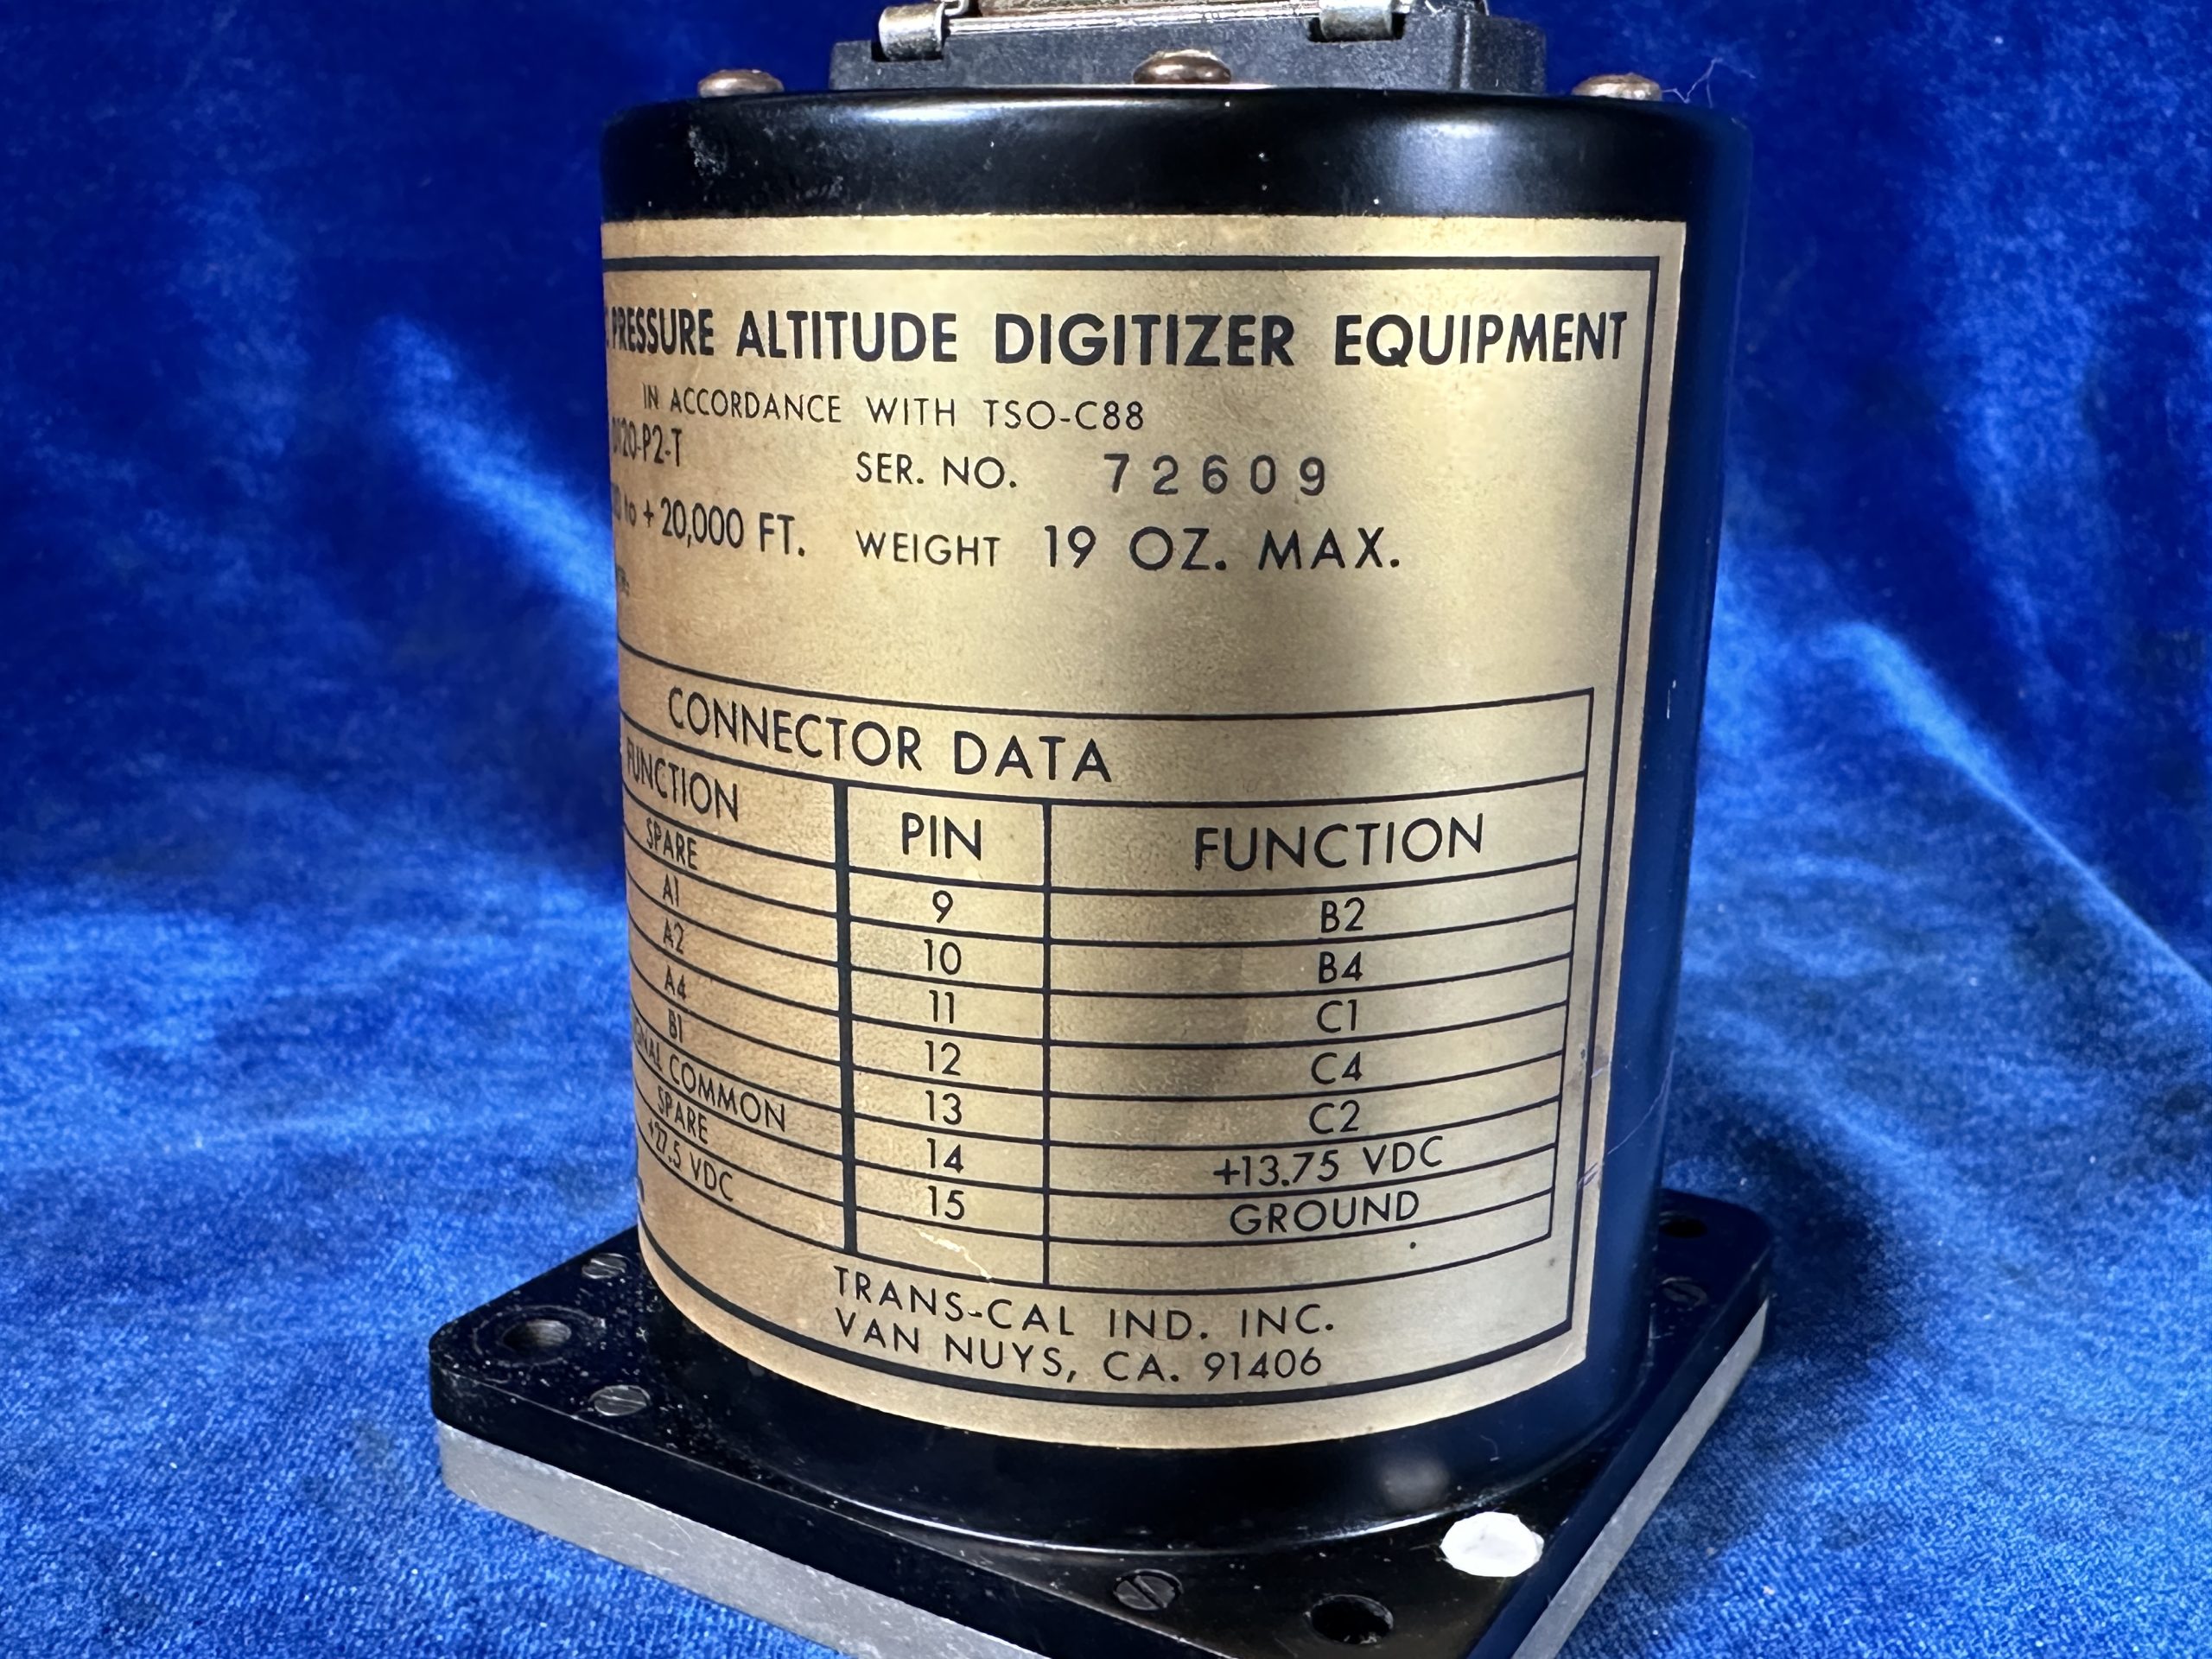 PRESSURE ALTITUDE DIGITIZER EQUIPMENT
IN ACCORDANCE WITH TSO-C88
SER. NO. 72609
to +20,000 FT. WEIGHT 19 OZ. MAX.
CONNECTOR DATA
FUNCTION PIN FUNCTION
SPARE 9 B2
A1 10 B4
A2 11 C1
A4 12 C4
B1 13 C2
COMMON 14 +13.75 VDC
SPARE 15 GROUND
+27.5 VDC
TRANS-CAL IND. INC.
VAN NUYS, CA. 91406